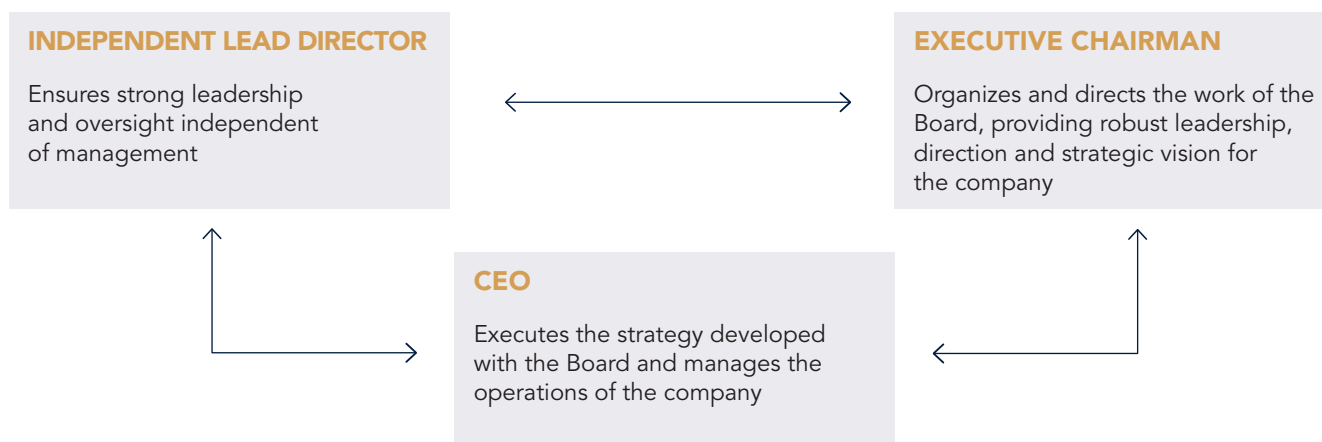 INDEPENDENT LEAD DIRECTOR
Ensures strong leadership
and oversight independent
of management
EXECUTIVE CHAIRMAN
Organizes and directs the work of the
Board, providing robust leadership,
direction and strategic vision for
the company
CEO
Executes the strategy developed
with the Board and manages the
operations of the company